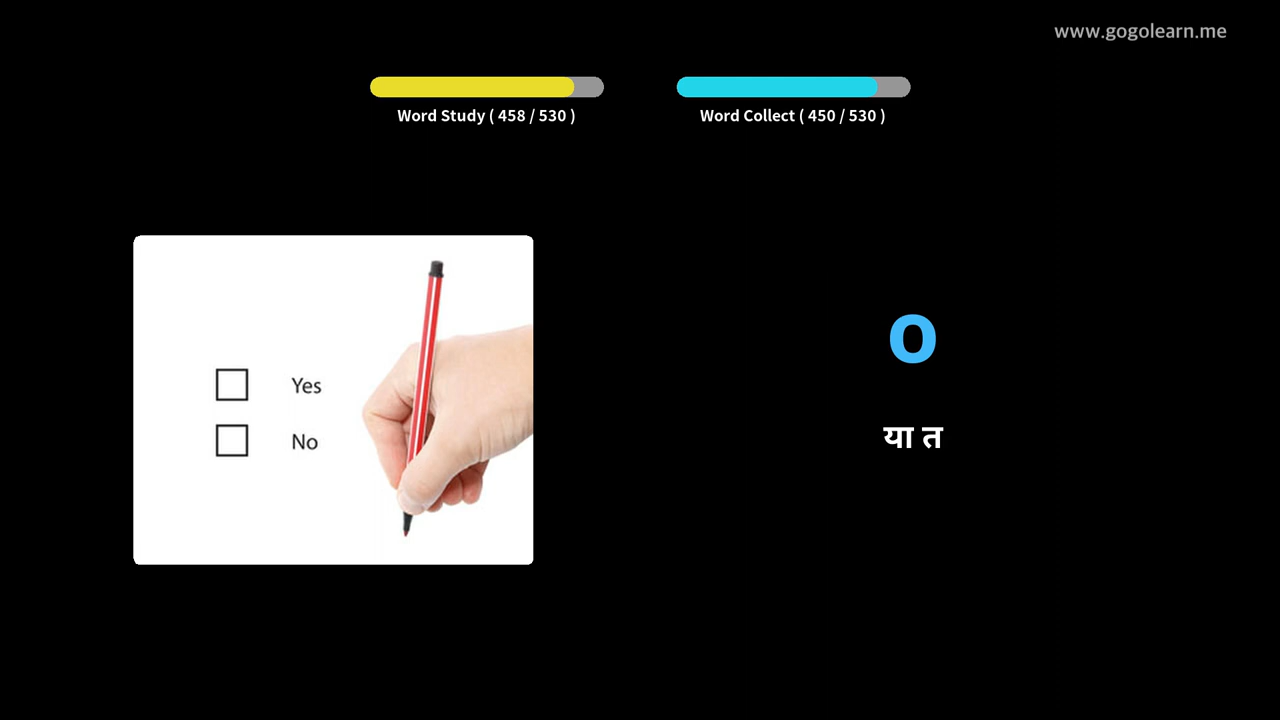 www.gogolearn.me
Word Study ( 458 / 530 )
Word Collect ( 450 / 530 )
Yes
No
o
या त